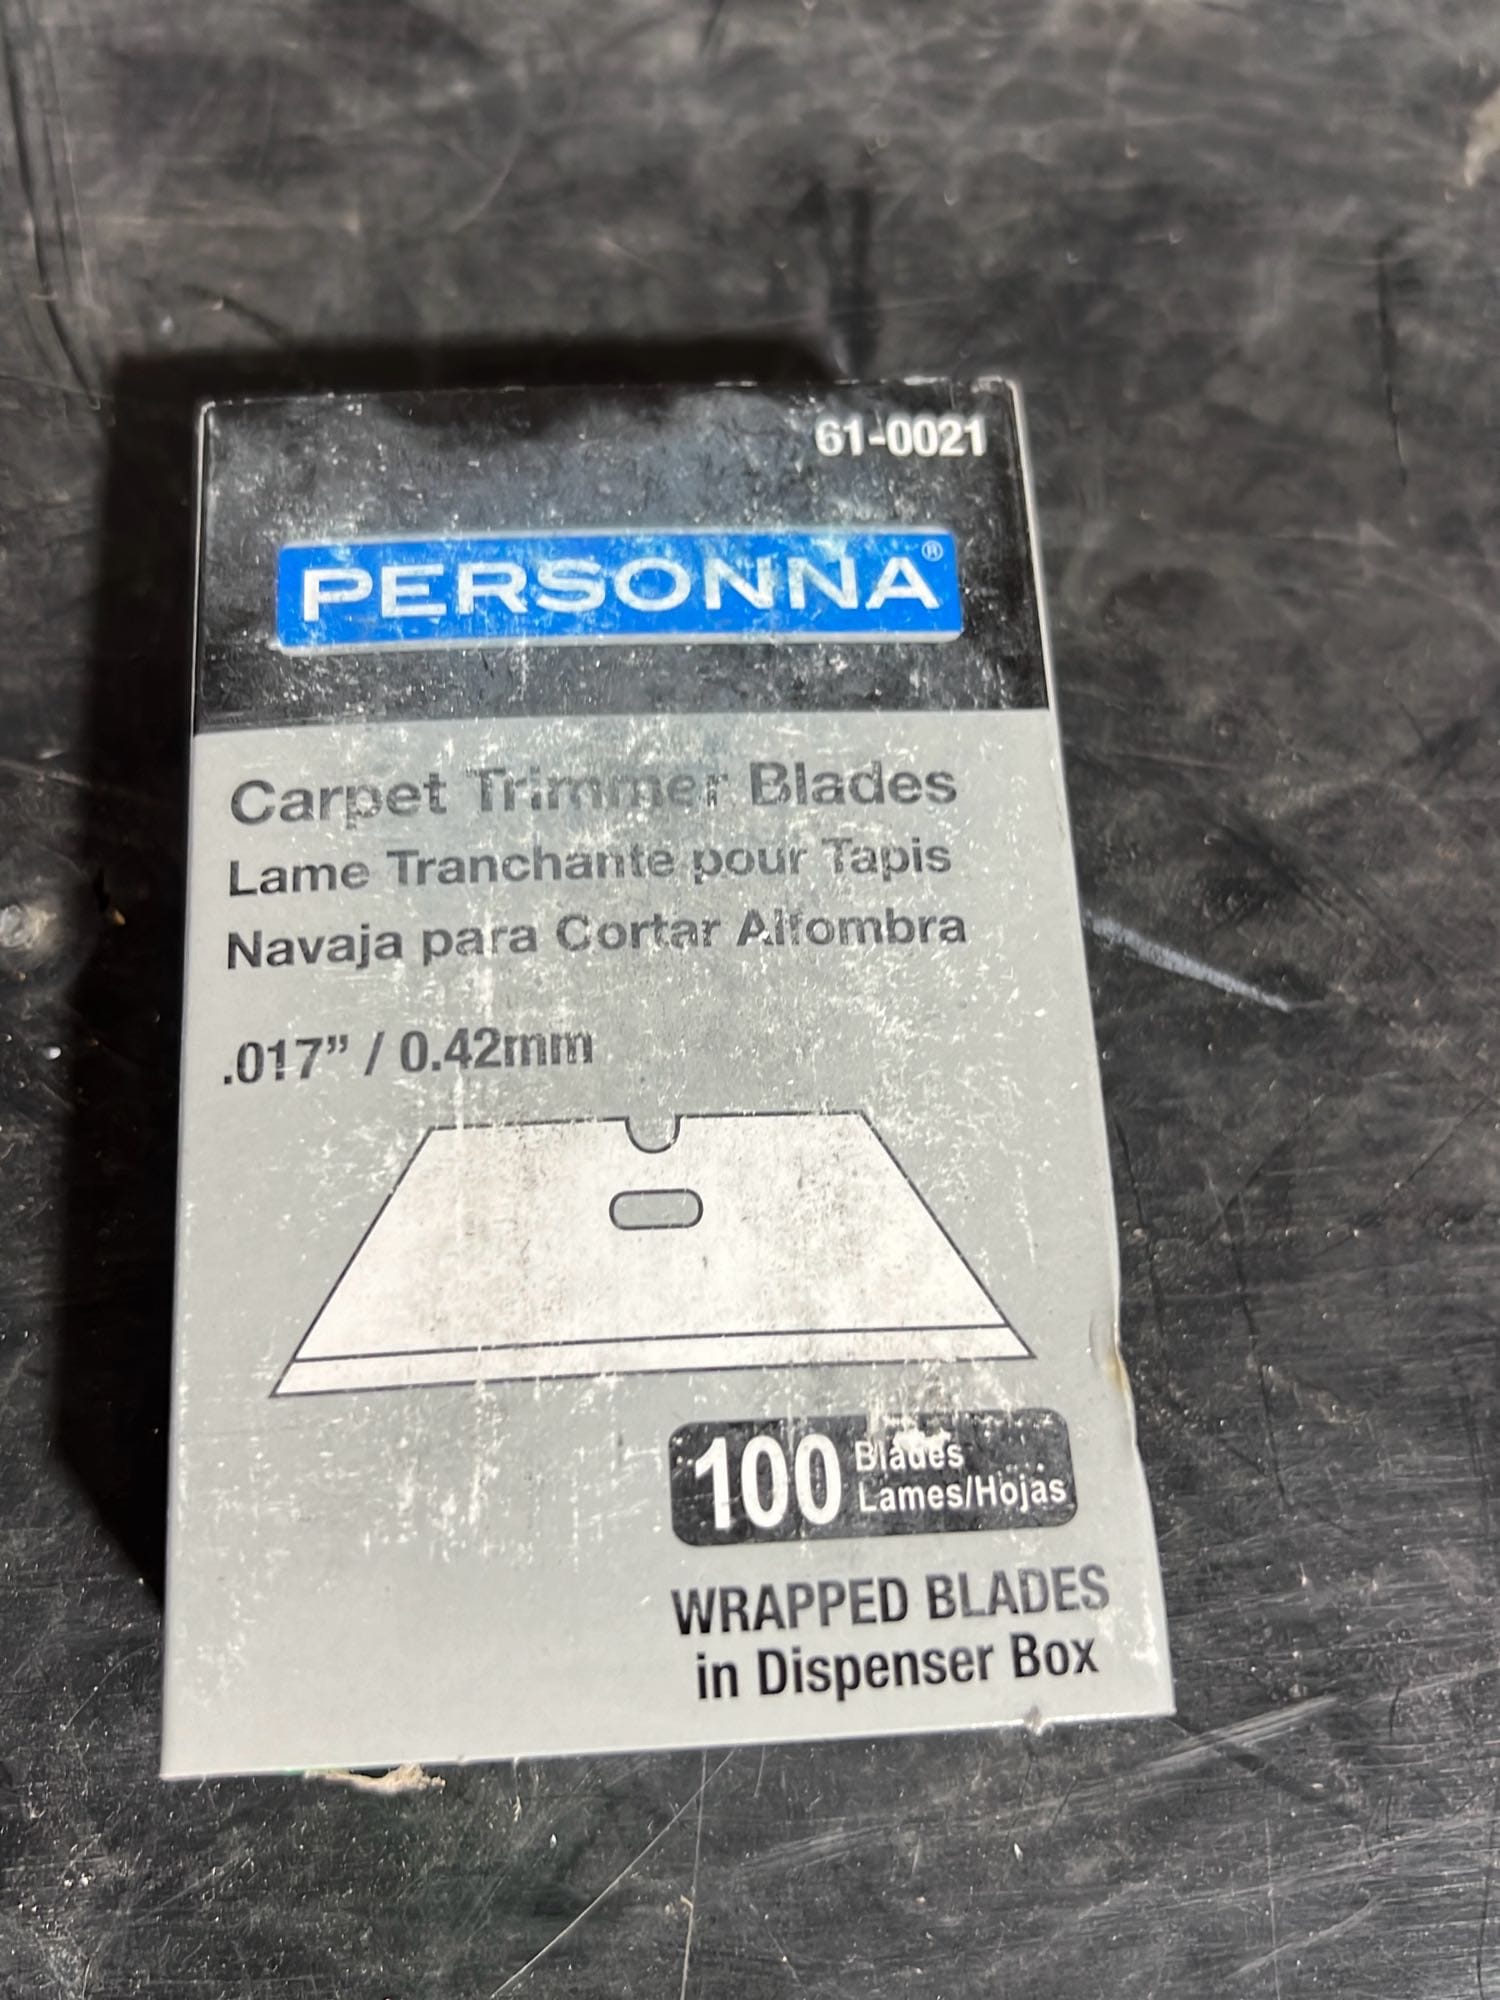 61-0021
PERSONNA®
Carpet Trimmer Blades
Lame Tranchante pour Tapis
Navaja para Cortar Alfombra
.017” / 0.42mm
100 Blades
Lames/Hojas
WRAPPED BLADES
in Dispenser Box